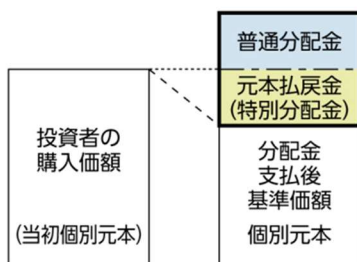 普通分配金
元本払戻金
(特別分配金)
投資者の
購入価額
(当初個別元本)
分配金
支払後
基準価額
個別元本